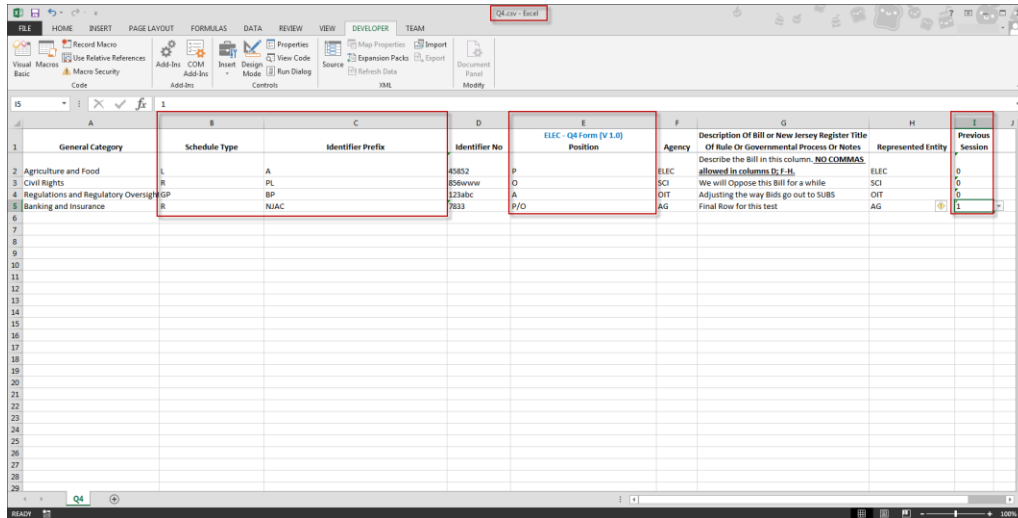 Q4.csv - Excel
FILE HOME INSERT PAGE LAYOUT FORMULAS DATA REVIEW VIEW DEVELOPER TEAM
Visual Basic
Macros
Record Macro
Use Relative References
Macro Security
Code
Add-Ins
COM Add-Ins
Add-Ins
Insert
Design Mode
Properties
View Code
Run Dialog
Controls
Source
Map Properties
Expansion Packs
Refresh Data
Import
Export
XML
Document Panel
Modify
I5 fx 1
A B C D E F G H I J
1 General Category Schedule Type Identifier Prefix Identifier No ELEC - Q4 Form (V 1.0) Position Agency Description Of Bill or New Jersey Register Title Of Rule Or Governmental Process Or Notes Represented Entity Previous Session
2 Agriculture and Food L A 45852 P ELEC Describe the Bill in this column. NO COMMAS allowed in columns D; F-H. ELEC 0
3 Civil Rights R PL 856www O SCI We will Oppose this Bill for a while SCI 0
4 Regulations and Regulatory Oversigh GP BP 123abc A OIT Adjusting the way Bids go out to SUBS OIT 0
5 Banking and Insurance R NJAC 7833 P/O AG Final Row for this test AG 1
6
7
8
9
10
11
12
13
14
15
16
17
18
19
20
21
22
23
24
25
26
27
28
29
Q4
READY 100%